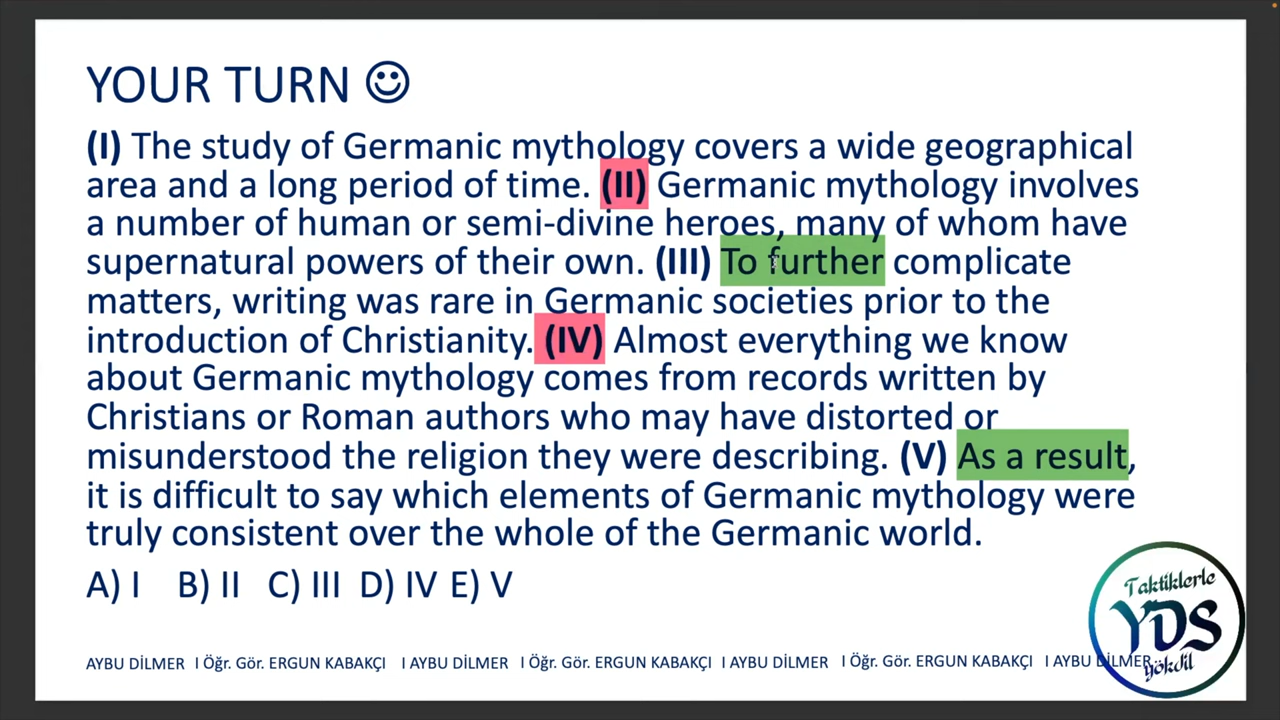 YOUR TURN ☺
(I) The study of Germanic mythology covers a wide geographical
area and a long period of time. (II) Germanic mythology involves
a number of human or semi-divine heroes, many of whom have
supernatural powers of their own. (III) To further complicate
matters, writing was rare in Germanic societies prior to the
introduction of Christianity. (IV) Almost everything we know
about Germanic mythology comes from records written by
Christians or Roman authors who may have distorted or
misunderstood the religion they were describing. (V) As a result,
it is difficult to say which elements of Germanic mythology were
truly consistent over the whole of the Germanic world.
A) I B) II C) III D) IV E) V
AYBU DİLMER I Öğr. Gör. ERGUN KABAKÇI I AYBU DİLMER I Öğr. Gör. ERGUN KABAKÇI I AYBU DİLMER I Öğr. Gör. ERGUN KABAKÇI I AYBU DİLMER
Taktiklerle
YDS
yökdil